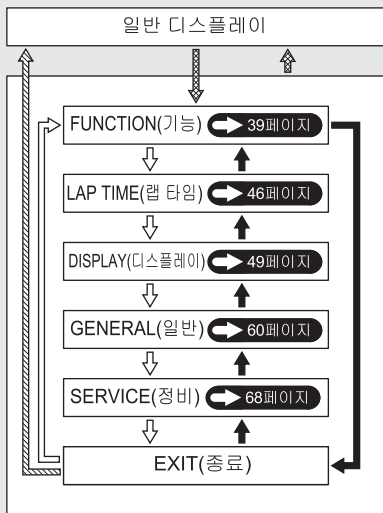 일반 디스플레이
FUNCTION(기능) 39페이지
LAP TIME(랩 타임) 46페이지
DISPLAY(디스플레이) 49페이지
GENERAL(일반) 60페이지
SERVICE(정비) 68페이지
EXIT(종료)